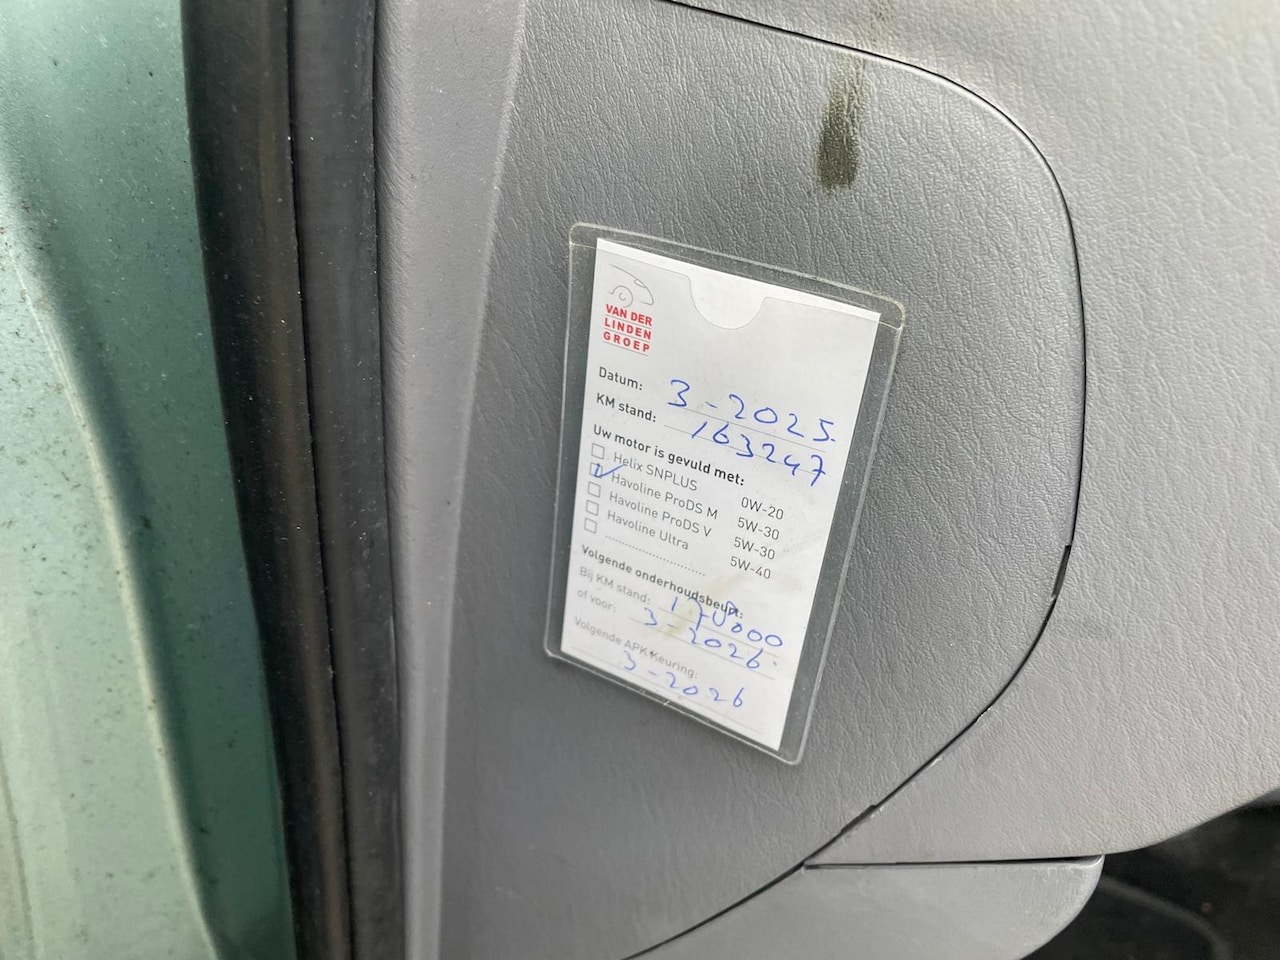 VAN DER
LINDEN
GROEP
Datum: 3-2025.
KM stand: 163247
Uw motor is gevuld met:
Helix SNPLUS 0W-20
Havoline ProDS M 5W-30
Havoline ProDS V 5W-30
Havoline Ultra 5W-40
....................
Volgende onderhoudsbeurt:
Bij KM stand: 178000
of voor: 3-2026
Volgende APK Keuring:
3-2026